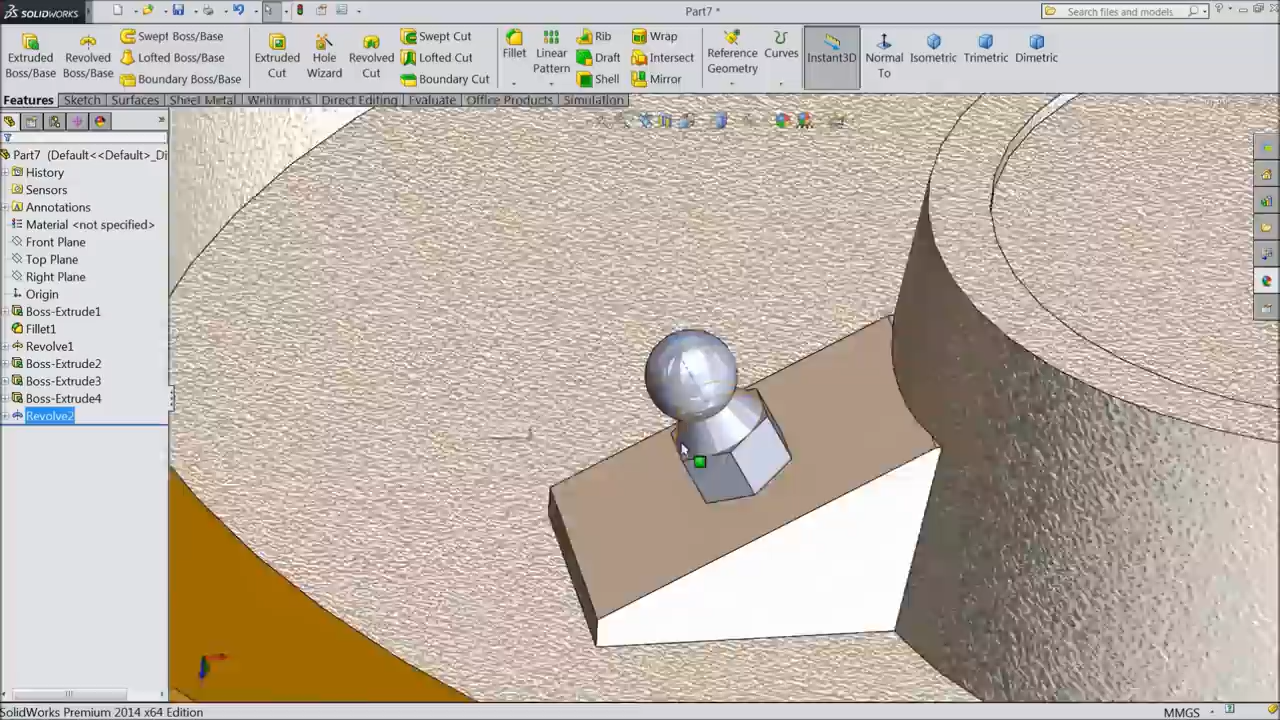 SOLIDWORKS
Part7 *
Search files and models
Extruded Boss/Base
Revolved Boss/Base
Swept Boss/Base
Lofted Boss/Base
Boundary Boss/Base
Extruded Cut
Hole Wizard
Revolved Cut
Swept Cut
Lofted Cut
Boundary Cut
Fillet
Linear Pattern
Rib
Draft
Shell
Wrap
Intersect
Mirror
Reference Geometry
Curves
Instant3D
Normal To
Isometric
Trimetric
Dimetric
Features Sketch Surfaces Sheet Metal Weldments Direct Editing Evaluate Office Products Simulation
Part7 (Default<<Default>_Di
History
Sensors
Annotations
Material <not specified>
Front Plane
Top Plane
Right Plane
Origin
Boss-Extrude1
Fillet1
Revolve1
Boss-Extrude2
Boss-Extrude3
Boss-Extrude4
Revolve2
SolidWorks Premium 2014 x64 Edition
MMGS